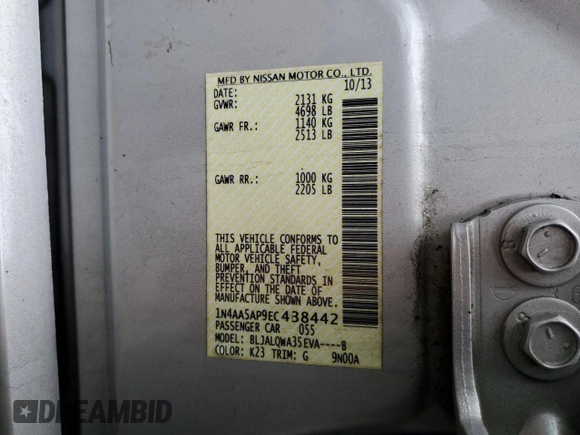 MFD BY NISSAN MOTOR CO., LTD.
DATE: 10/13
GVWR: 2131 KG
4698 LB
GAWR FR.: 1140 KG
2513 LB
GAWR RR.: 1000 KG
2205 LB
THIS VEHICLE CONFORMS TO
ALL APPLICABLE FEDERAL
MOTOR VEHICLE SAFETY,
BUMPER, AND THEFT
PREVENTION STANDARDS IN
EFFECT ON THE DATE OF
MANUFACTURE SHOWN ABOVE.
1N4AA5AP9EC438442
PASSENGER CAR 055
MODEL: BLJALQWA35EVA----B
COLOR: K23 TRIM: G 9N00A
8
DREAMBID